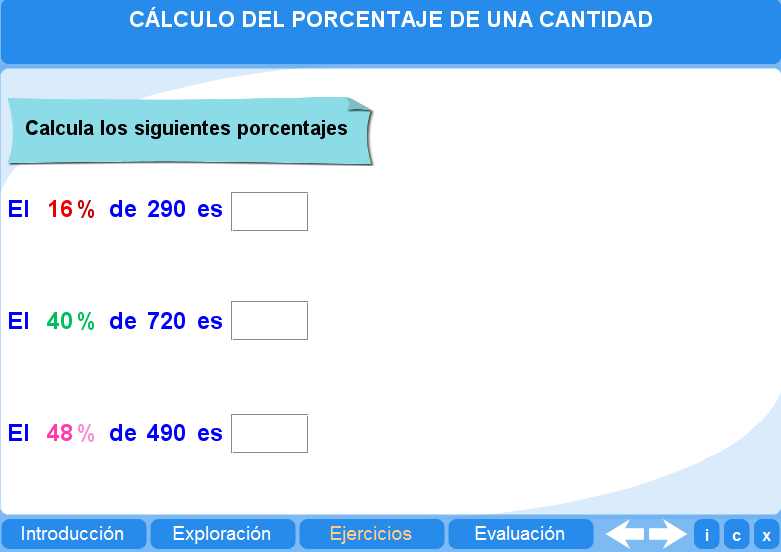 CÁLCULO DEL PORCENTAJE DE UNA CANTIDAD
Calcula los siguientes porcentajes
El 16 % de 290 es
El 40 % de 720 es
El 48 % de 490 es
Introducción Exploración Ejercicios Evaluación i c x